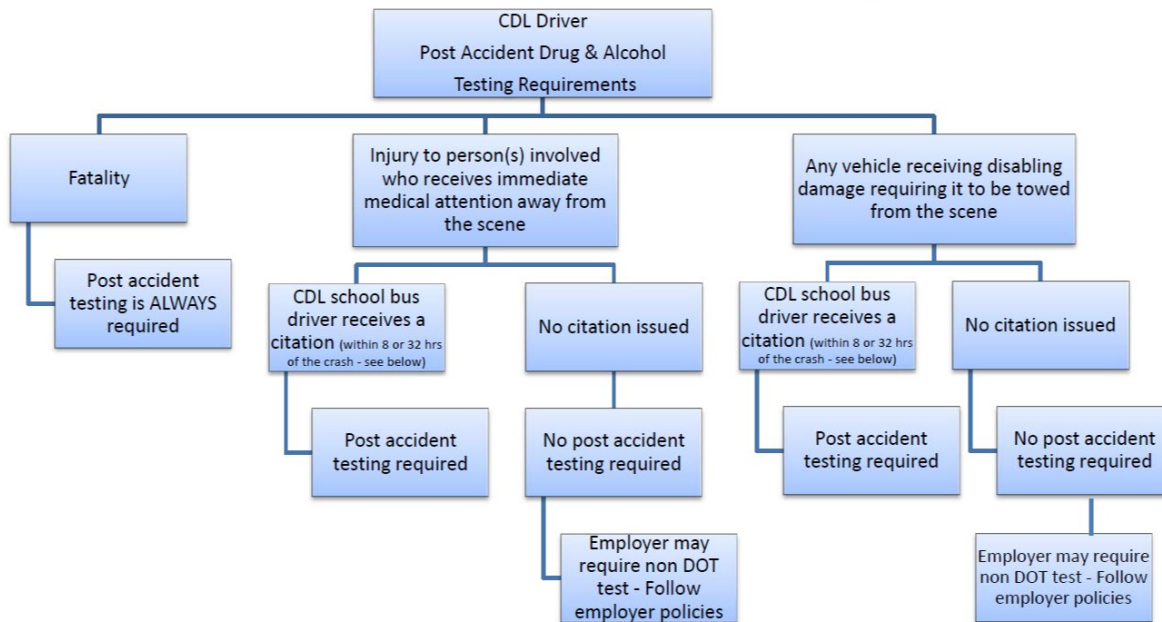 CDL Driver
Post Accident Drug & Alcohol
Testing Requirements
Fatality
Post accident
testing is ALWAYS
required
Injury to person(s) involved
who receives immediate
medical attention away from
the scene
CDL school bus
driver receives a
citation (within 8 or 32 hrs
of the crash - see below)
Post accident
testing required
No citation issued
No post accident
testing required
Employer may
require non DOT
test - Follow
employer policies
Any vehicle receiving disabling
damage requiring it to be towed
from the scene
CDL school bus
driver receives a
citation (within 8 or 32 hrs
of the crash - see below)
Post accident
testing required
No citation issued
No post accident
testing required
Employer may require
non DOT test - Follow
employer policies